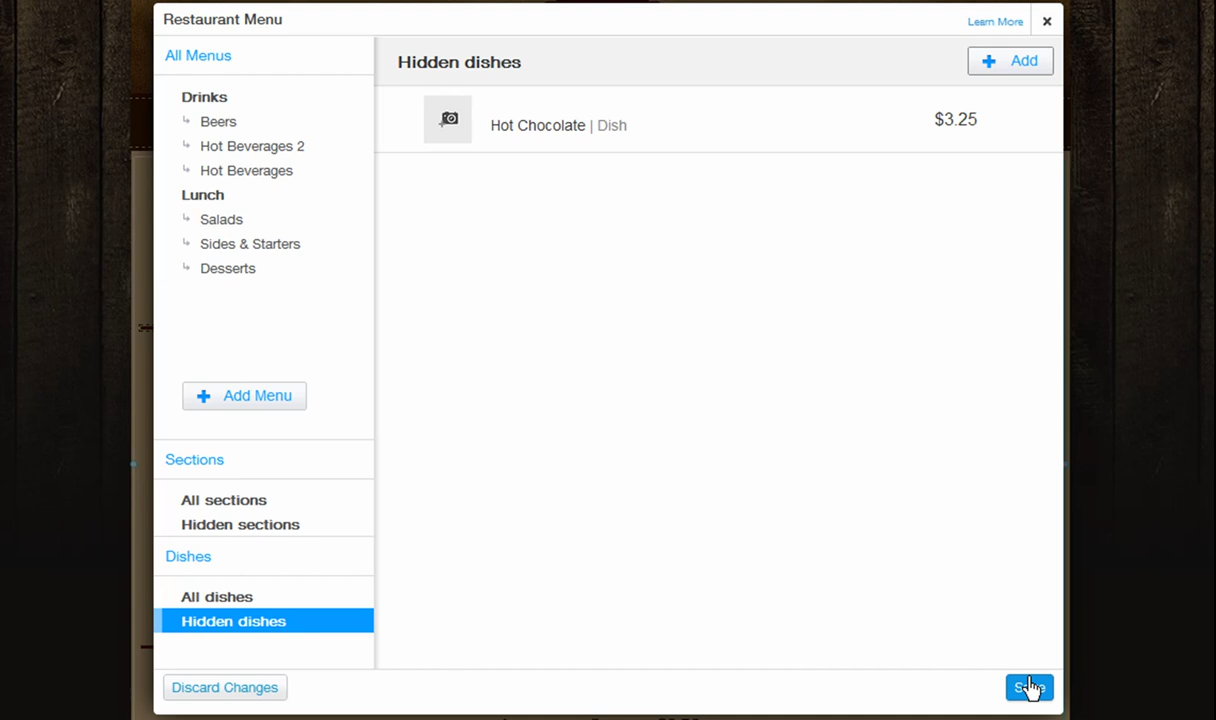 Restaurant Menu
Learn More
All Menus
Drinks
Beers
Hot Beverages 2
Hot Beverages
Lunch
Salads
Sides & Starters
Desserts
Add Menu
Sections
All sections
Hidden sections
Dishes
All dishes
Hidden dishes
Hidden dishes
Add
Hot Chocolate | Dish
$3.25
Discard Changes